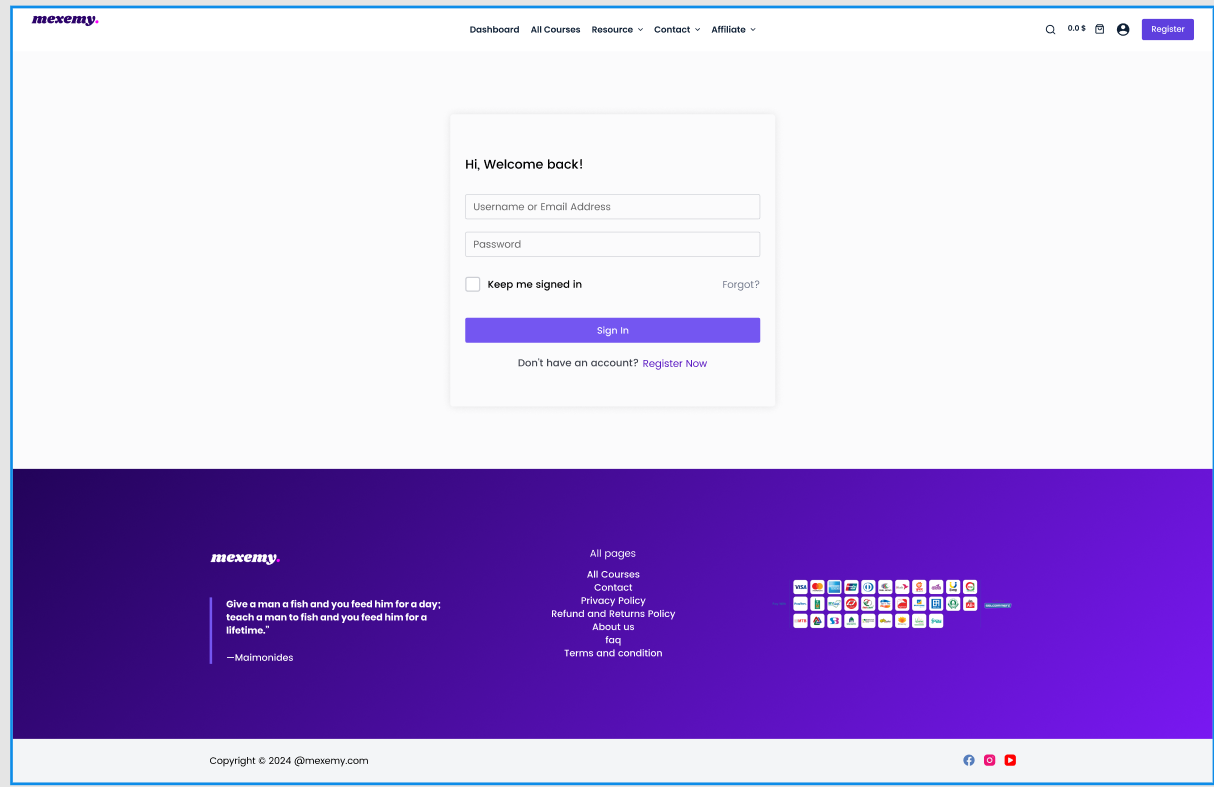 mexemy.
Dashboard All Courses Resource Contact Affiliate
0.0 $
Register
Hi, Welcome back!
Username or Email Address
Password
Keep me signed in
Forgot?
Sign In
Don't have an account? Register Now
mexemy.
Give a man a fish and you feed him for a day;
teach a man to fish and you feed him for a
lifetime."
—Maimonides
All pages
All Courses
Contact
Privacy Policy
Refund and Returns Policy
About us
faq
Terms and condition
VISA
Copyright © 2024 @mexemy.com